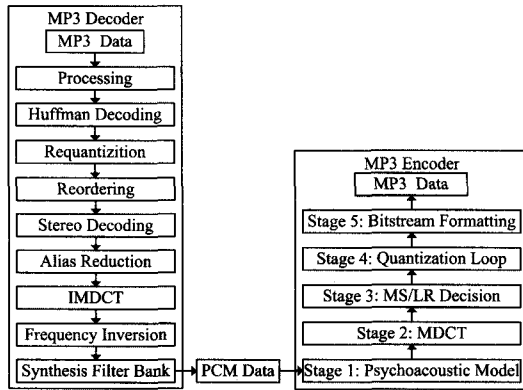 MP3 Decoder
MP3 Data
Processing
Huffman Decoding
Requantizition
Reordering
Stereo Decoding
Alias Reduction
IMDCT
Frequency Inversion
Synthesis Filter Bank
PCM Data
MP3 Encoder
MP3 Data
Stage 5: Bitstream Formatting
Stage 4: Quantization Loop
Stage 3: MS/LR Decision
Stage 2: MDCT
Stage 1: Psychoacoustic Model